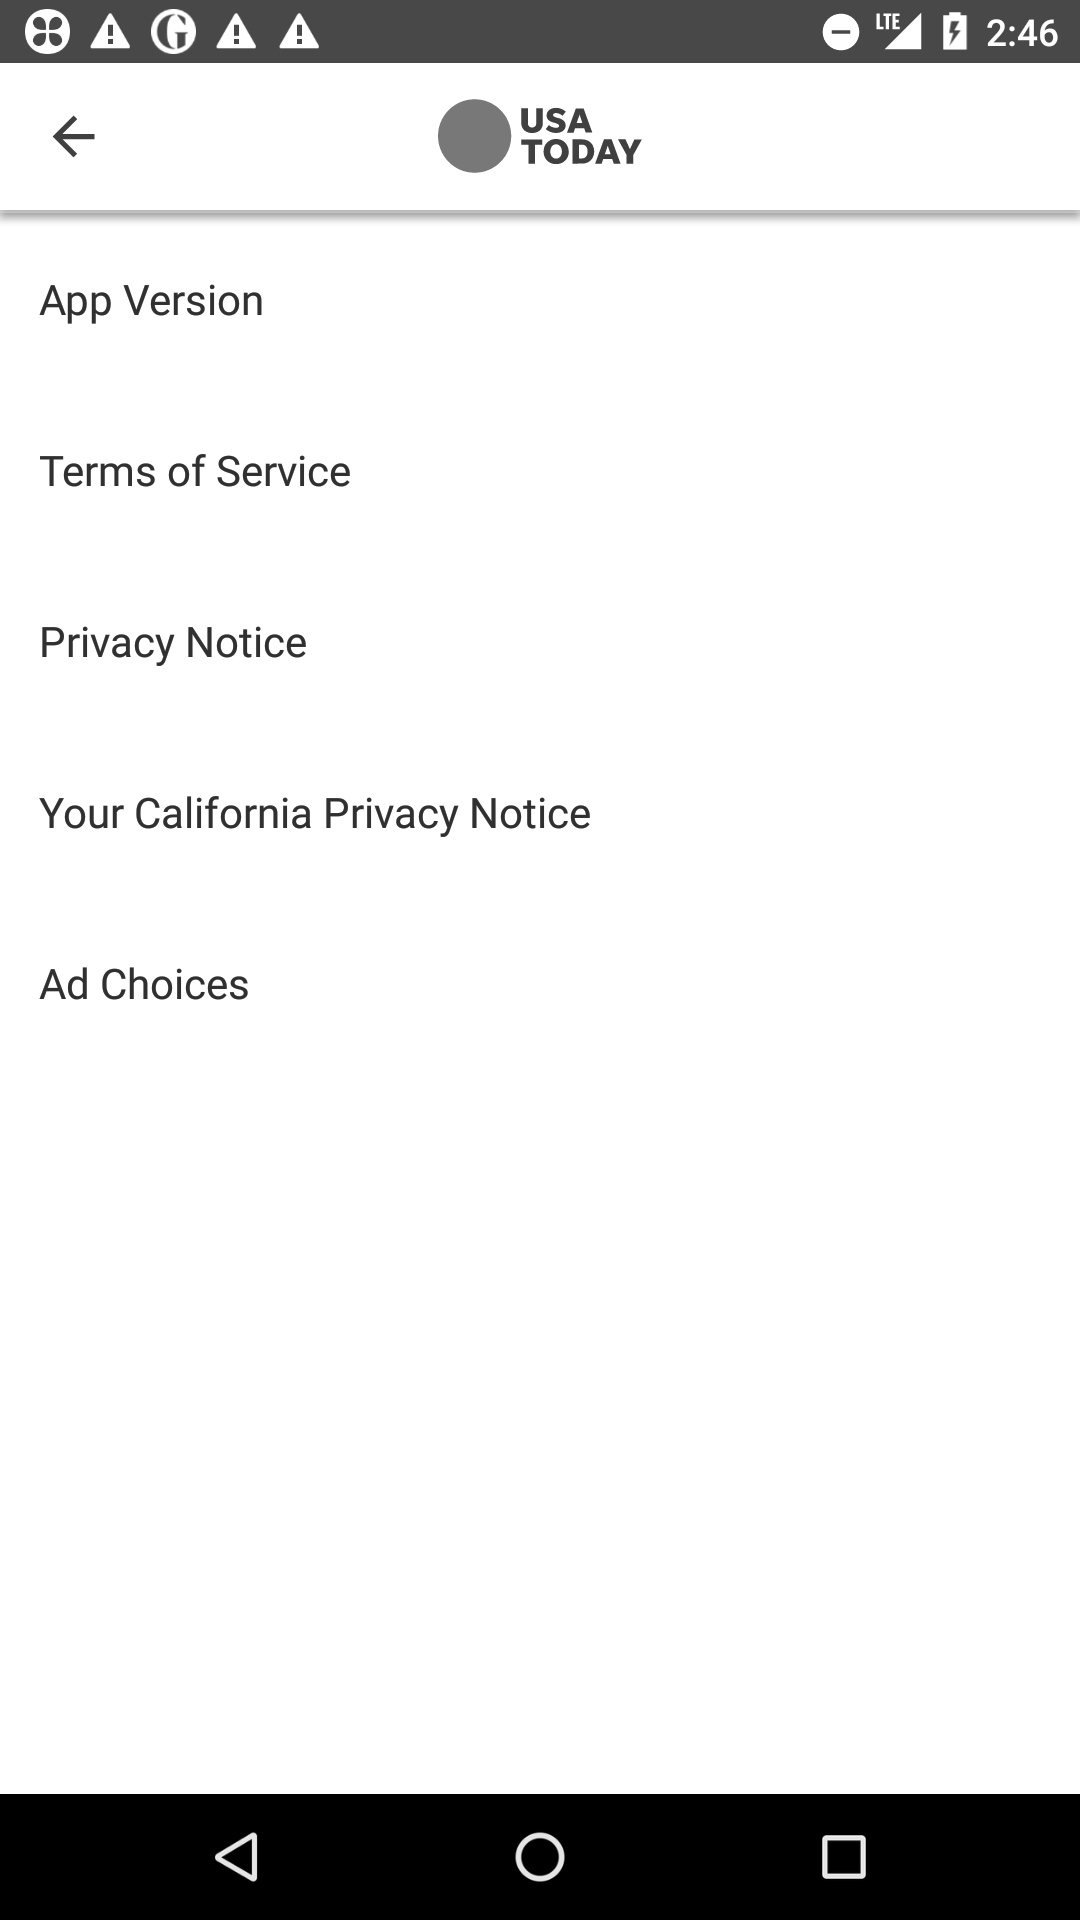 LTE 2:46
USA
TODAY
App Version
Terms of Service
Privacy Notice
Your California Privacy Notice
Ad Choices